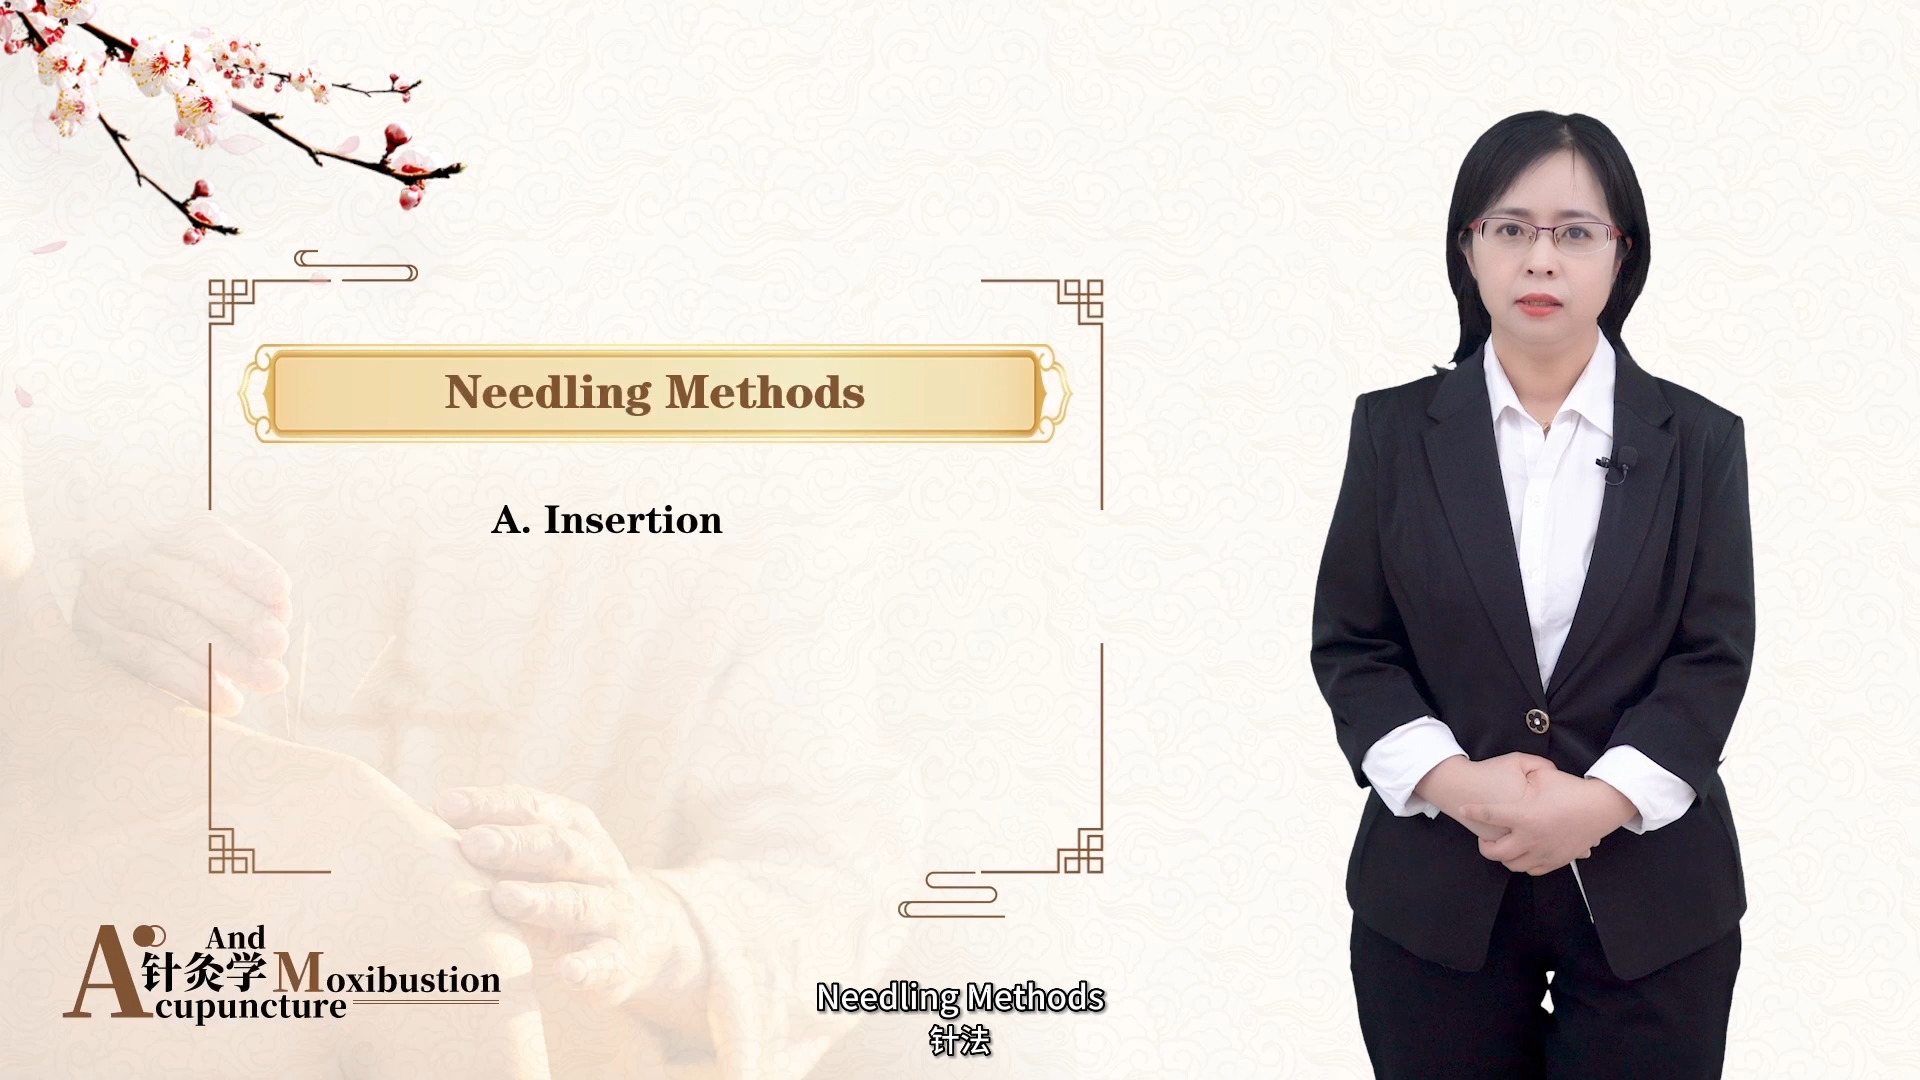 Needling Methods
A. Insertion
And
针灸学 Moxibustion
Acupuncture
Needling Methods
针法